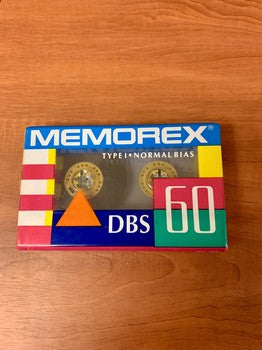 MEMOREX®
TYPE I • NORMAL BIAS
DBS 60